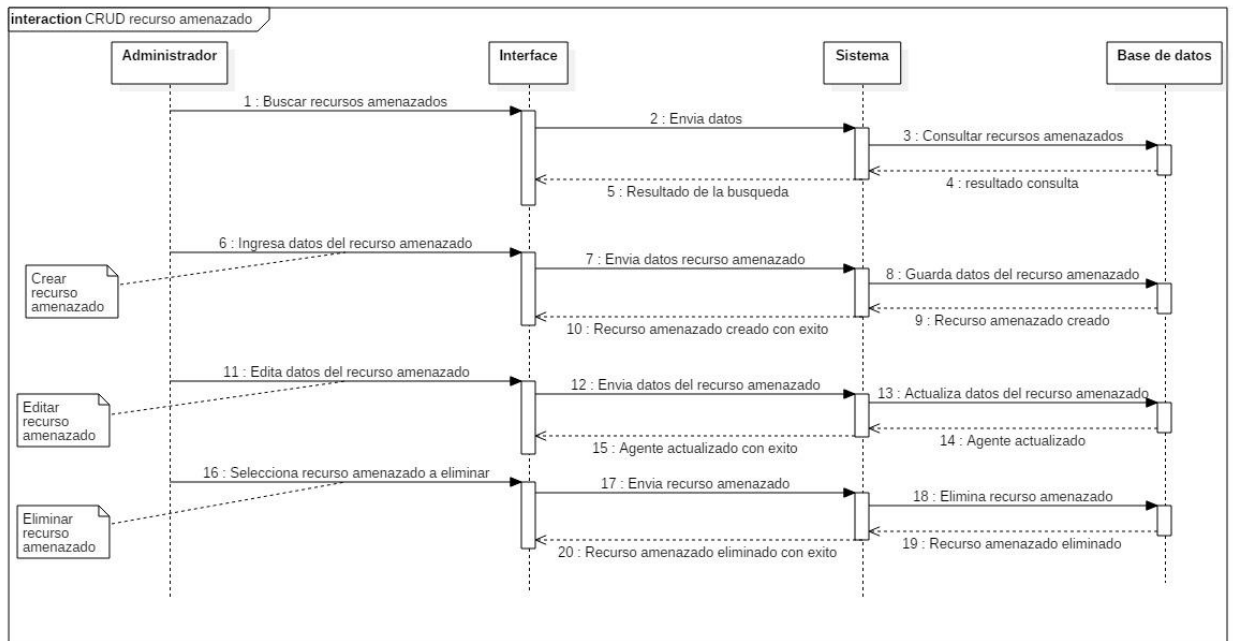 interaction CRUD recurso amenazado
Administrador
Interface
Sistema
Base de datos
1 : Buscar recursos amenazados
2 : Envia datos
3 : Consultar recursos amenazados
4 : resultado consulta
5 : Resultado de la busqueda
6 : Ingresa datos del recurso amenazado
7 : Envia datos recurso amenazado
8 : Guarda datos del recurso amenazado
Crear
recurso
amenazado
9 : Recurso amenazado creado
10 : Recurso amenazado creado con exito
11 : Edita datos del recurso amenazado
12 : Envia datos del recurso amenazado
13 : Actualiza datos del recurso amenazado
Editar
recurso
amenazado
14 : Agente actualizado
15 : Agente actualizado con exito
16 : Selecciona recurso amenazado a eliminar
17 : Envia recurso amenazado
18 : Elimina recurso amenazado
Eliminar
recurso
amenazado
19 : Recurso amenazado eliminado
20 : Recurso amenazado eliminado con exito